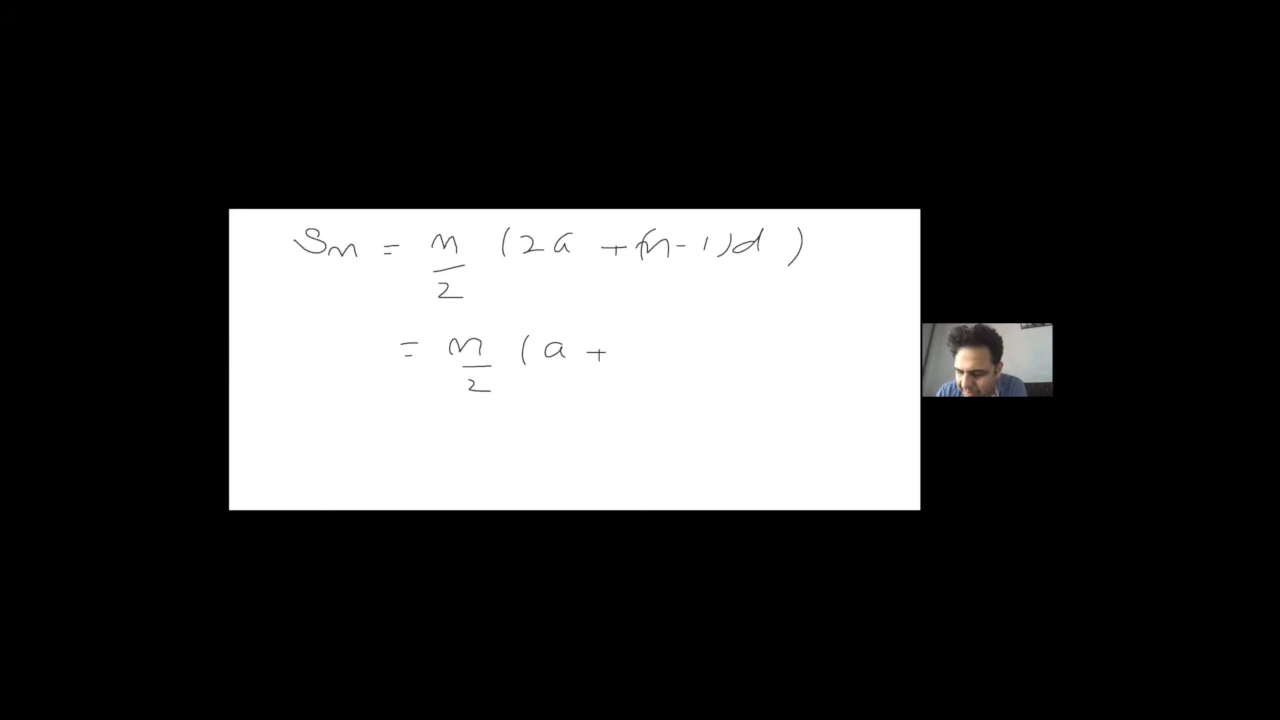 Sn = n/2 (2a + (n-1)d)
= n/2 (a +